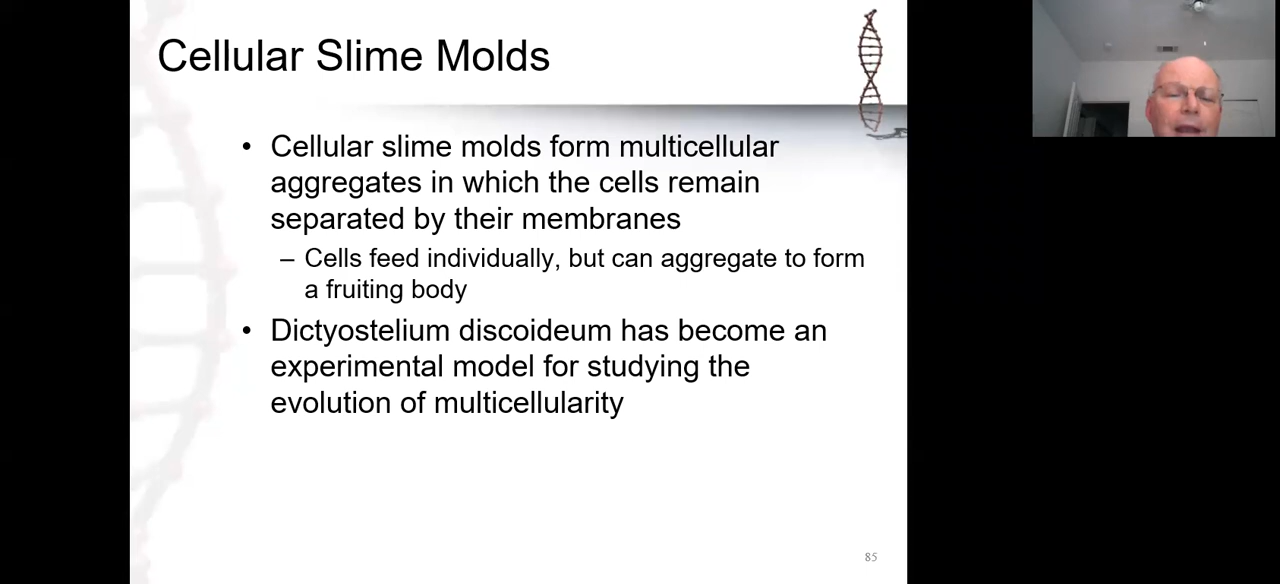 Cellular Slime Molds
• Cellular slime molds form multicellular
aggregates in which the cells remain
separated by their membranes
– Cells feed individually, but can aggregate to form
a fruiting body
• Dictyostelium discoideum has become an
experimental model for studying the
evolution of multicellularity
85